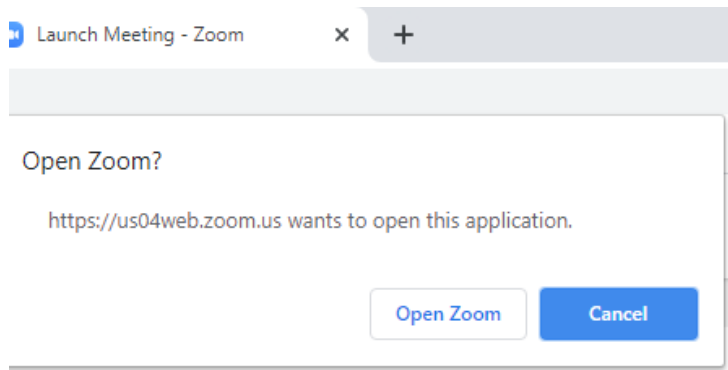 Launch Meeting - Zoom
Open Zoom?
https://us04web.zoom.us wants to open this application.
Open Zoom Cancel